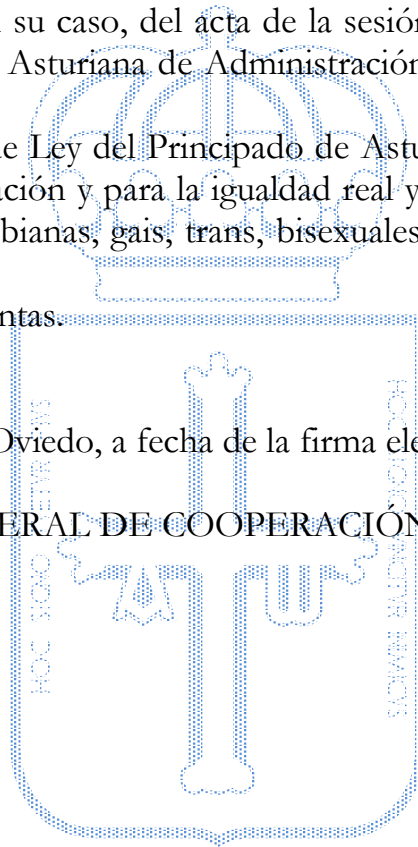 su caso, del acta de la sesión
Asturiana de Administración
e Ley del Principado de Astu
ación y para la igualdad real y
bianas, gais, trans, bisexuales
ntas.
Oviedo, a fecha de la firma ele
ERAL DE COOPERACIÓN